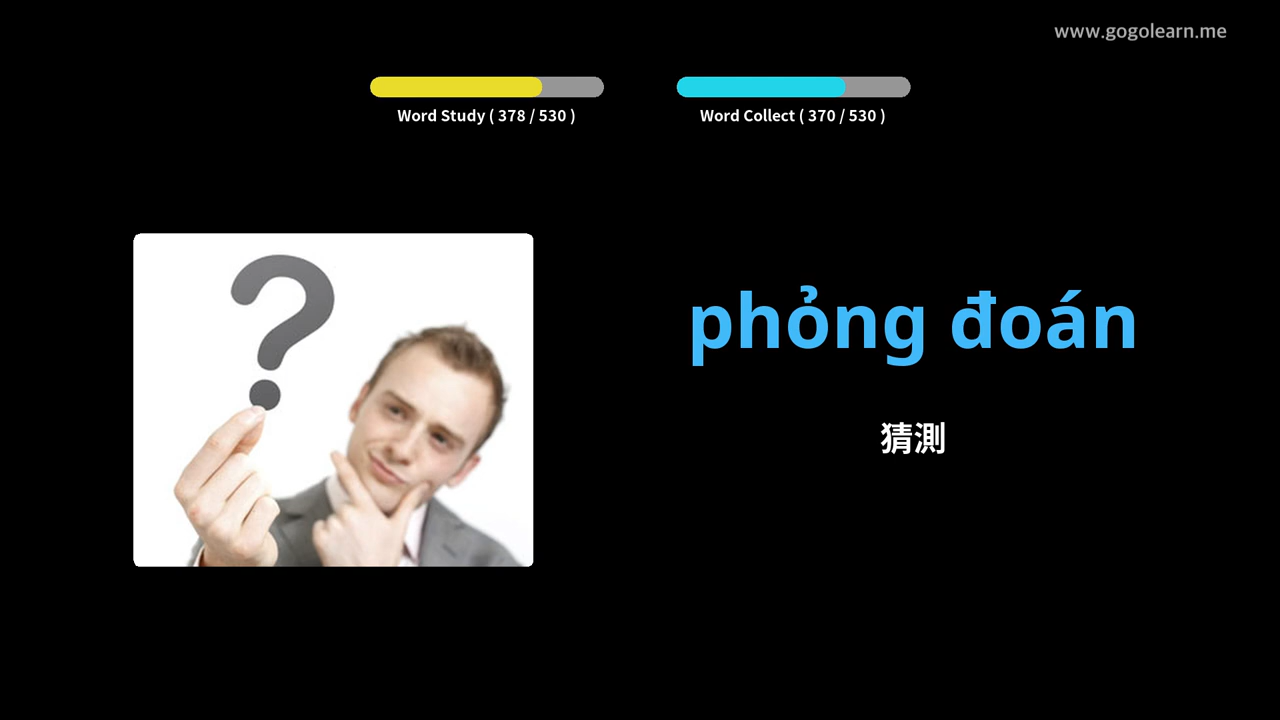 www.gogolearn.me
Word Study ( 378 / 530 )
Word Collect ( 370 / 530 )
phỏng đoán
猜測